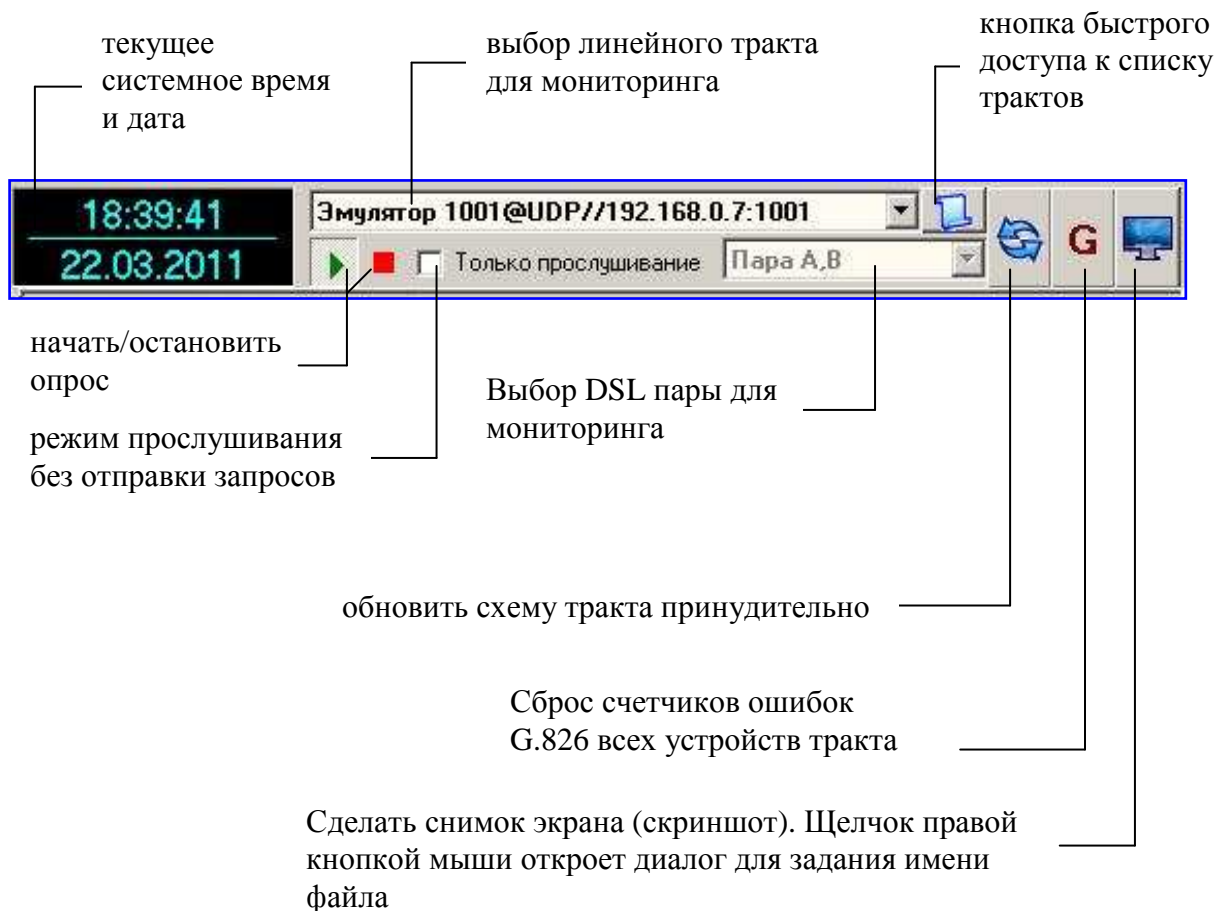 текущее
системное время
и дата
выбор линейного тракта
для мониторинга
кнопка быстрого
доступа к списку
трактов
18:39:41
22.03.2011
Эмулятор 1001@UDP//192.168.0.7:1001
Только прослушивание
Пара A,B
G
начать/остановить
опрос
режим прослушивания
без отправки запросов
Выбор DSL пары для
мониторинга
обновить схему тракта принудительно
Сброс счетчиков ошибок
G.826 всех устройств тракта
Сделать снимок экрана (скриншот). Щелчок правой
кнопкой мыши откроет диалог для задания имени
файла